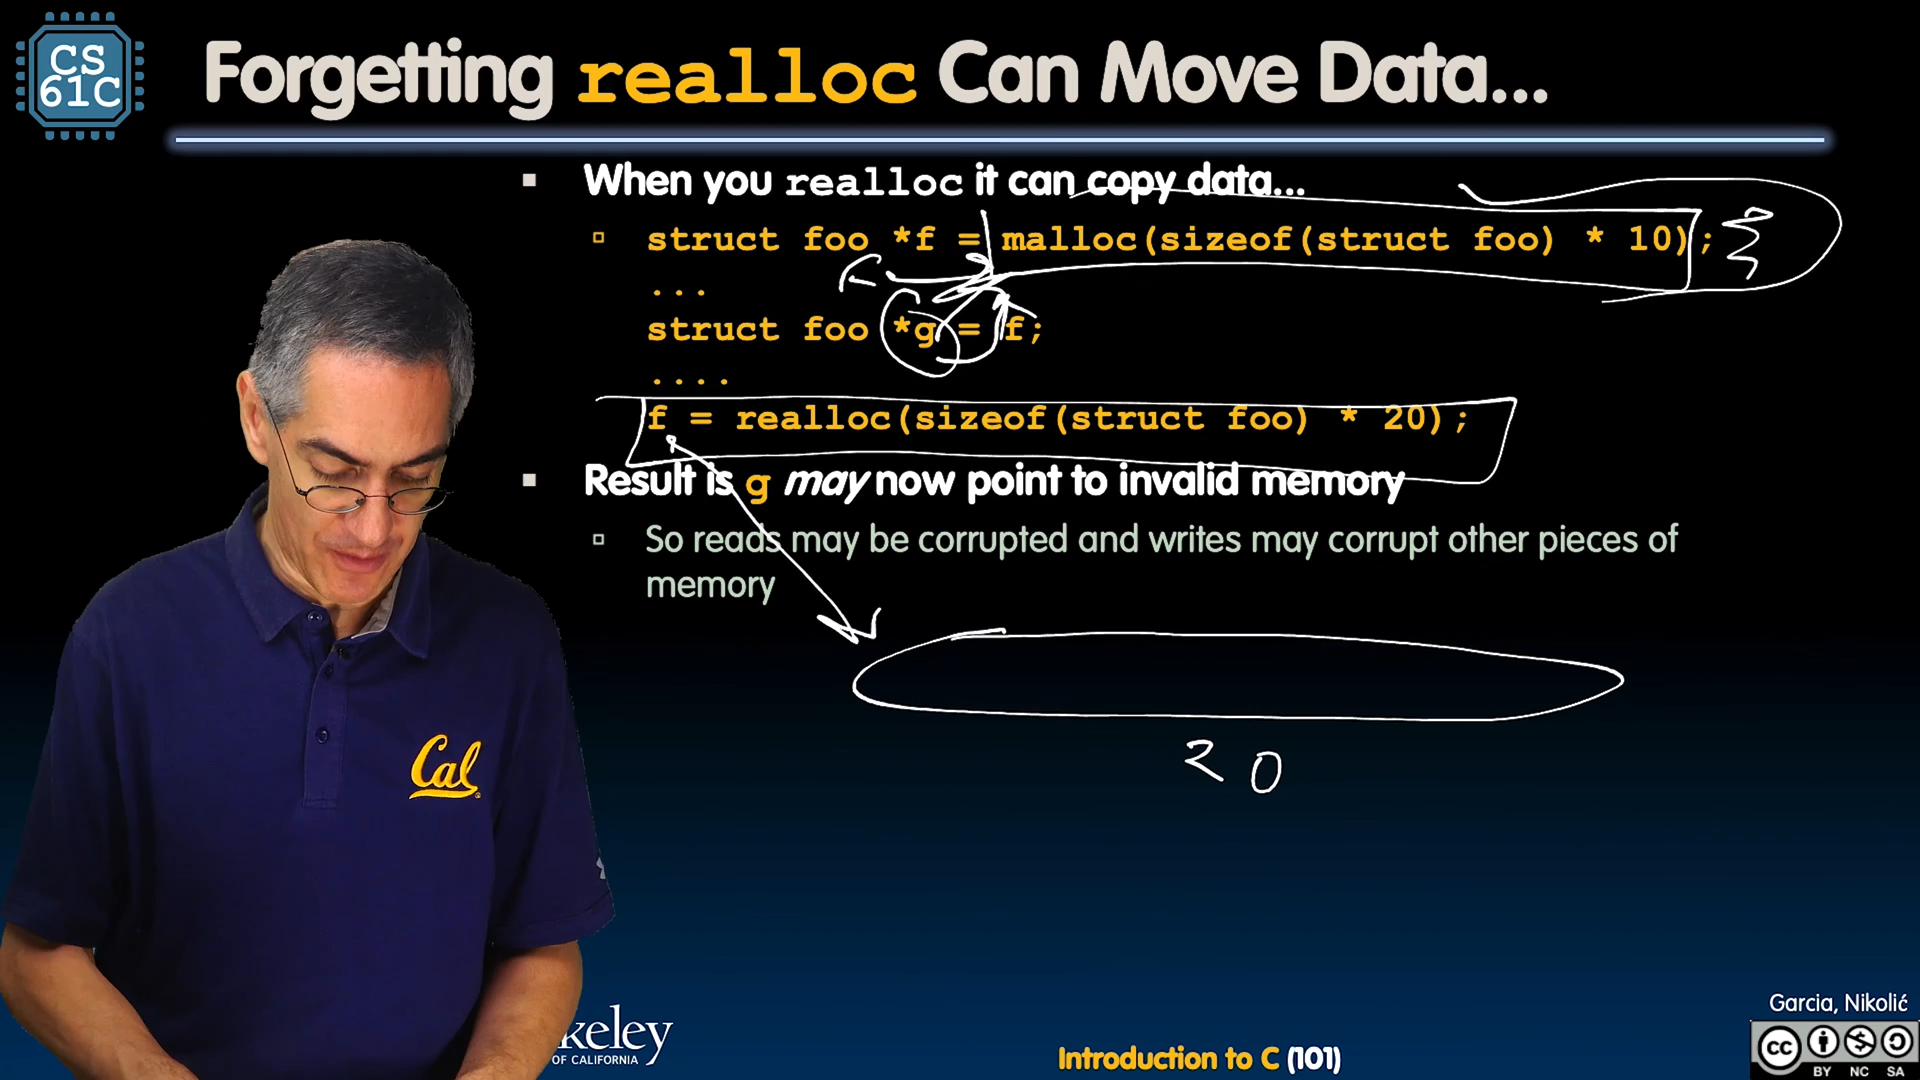 CS
61C
Forgetting realloc Can Move Data...
▪ When you realloc it can copy data...
▫ struct foo *f = malloc(sizeof(struct foo) * 10);
...
struct foo *g = f;
....
f = realloc(sizeof(struct foo) * 20);
▪ Result is g may now point to invalid memory
▫ So reads may be corrupted and writes may corrupt other pieces of
memory
20
Cal
keley
OF CALIFORNIA
Introduction to C (101)
Garcia, Nikolić
cc
BY NC SA